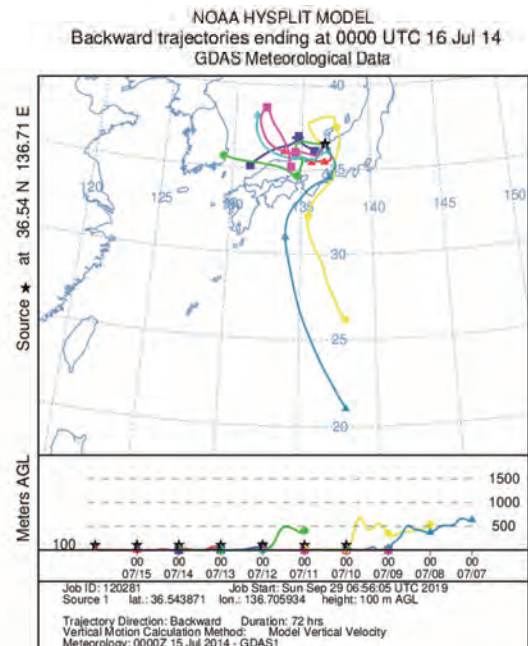 NOAA HYSPLIT MODEL
Backward trajectories ending at 0000 UTC 16 Jul 14
GDAS Meteorological Data
Source ★ at 36.54 N 136.71 E
40
35
120
125
130
135
140
145
150
30
25
20
Meters AGL
1500
1000
500
100
00 00 00 00 00 00 00 00 00 00
07/15 07/14 07/13 07/12 07/11 07/10 07/09 07/08 07/07
Job ID: 120281 Job Start: Sun Sep 29 06:56:05 UTC 2019
Source 1 lat.: 36.543871 lon.: 136.705934 height: 100 m AGL
Trajectory Direction: Backward Duration: 72 hrs
Vertical Motion Calculation Method: Model Vertical Velocity
Meteorology: 0000Z 15 Jul 2014 - GDAS1